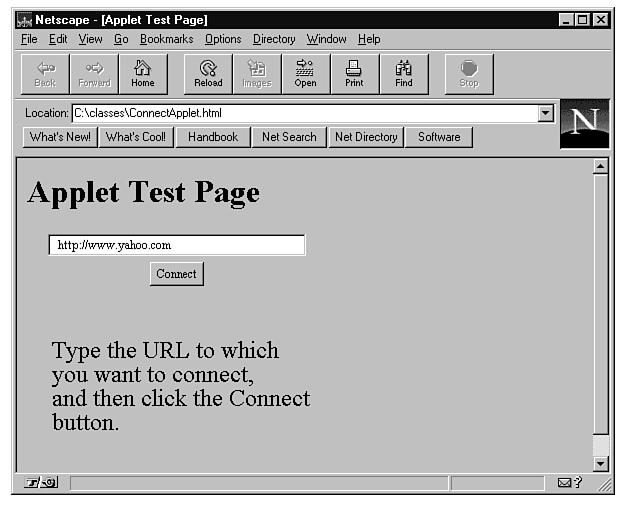 Netscape - [Applet Test Page]
File Edit View Go Bookmarks Options Directory Window Help
Back Forward Home Reload Images Open Print Find Stop
Location: C:\classes\ConnectApplet.html
N
What's New! What's Cool! Handbook Net Search Net Directory Software
Applet Test Page
http://www.yahoo.com
Connect
Type the URL to which
you want to connect,
and then click the Connect
button.
?